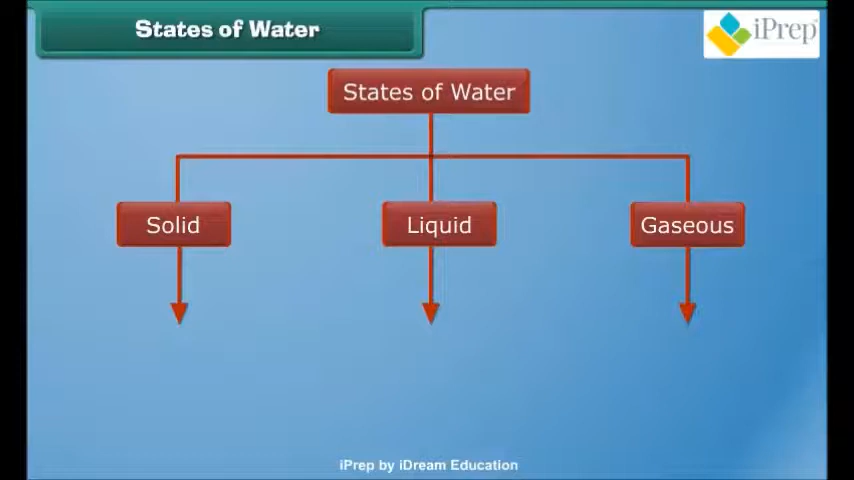 States of Water
iPrep
States of Water
Solid
Liquid
Gaseous
iPrep by iDream Education